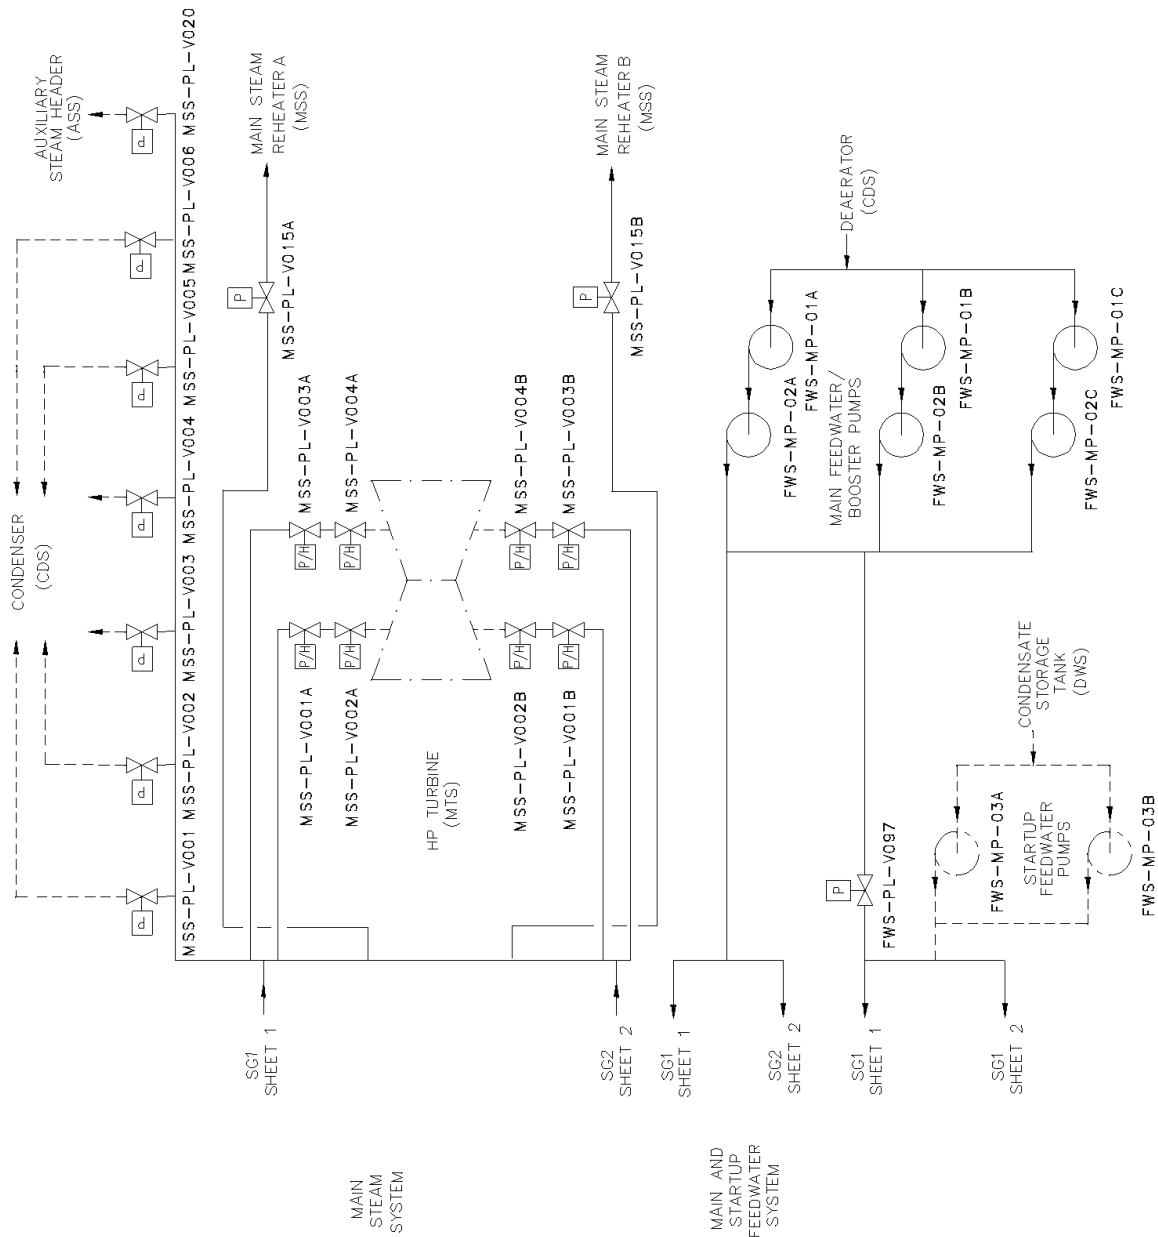 AUXILIARY
STEAM HEADER
(ASS)
CONDENSER
(CDS)
P
P
P
P
P
P
P
MSS-PL-V001
MSS-PL-V002
MSS-PL-V003
MSS-PL-V004
MSS-PL-V005
MSS-PL-V006
MSS-PL-V020
MAIN STEAM
REHEATER A
(MSS)
P
MSS-PL-V015A
MSS-PL-V003A
MSS-PL-V004A
P/H
P/H
P/H
P/H
MSS-PL-V001A
MSS-PL-V002A
HP TURBINE
(MTS)
MSS-PL-V004B
MSS-PL-V003B
P/H
P/H
P/H
P/H
MSS-PL-V002B
MSS-PL-V001B
MAIN STEAM
REHEATER B
(MSS)
P
MSS-PL-V015B
SG1
SHEET 1
SG2
SHEET 2
MAIN
STEAM
SYSTEM
DEAERATOR
(CDS)
FWS-MP-02A
FWS-MP-01A
MAIN FEEDWATER/
BOOSTER PUMPS
FWS-MP-02B
FWS-MP-01B
FWS-MP-02C
FWS-MP-01C
P
FWS-PL-V097
CONDENSATE
STORAGE
TANK
(DWS)
FWS-MP-03A
STARTUP
FEEDWATER
PUMPS
FWS-MP-03B
SG1
SHEET 1
SG2
SHEET 2
SG1
SHEET 1
SG1
SHEET 2
MAIN AND
STARTUP
FEEDWATER
SYSTEM